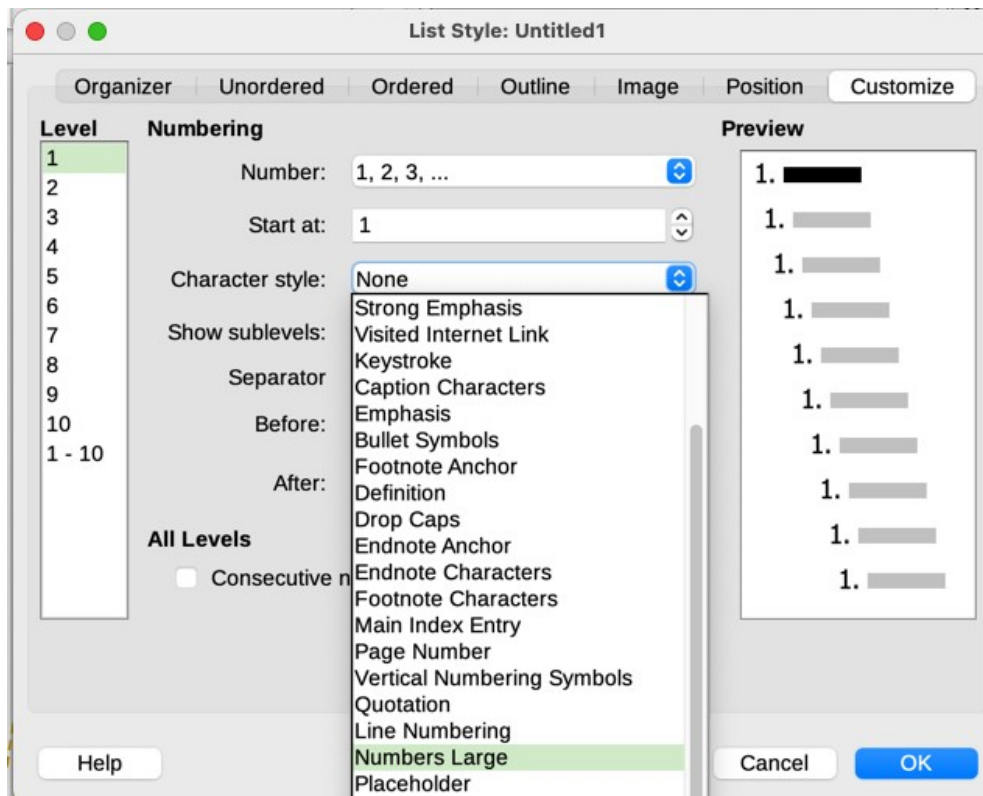 List Style: Untitled1
Organizer Unordered Ordered Outline Image Position Customize
Level
1
2
3
4
5
6
7
8
9
10
1 - 10
Numbering
Number: 1, 2, 3, ...
Start at: 1
Character style: None
Show sublevels:
Separator
Before:
After:
All Levels
Consecutive n
Strong Emphasis
Visited Internet Link
Keystroke
Caption Characters
Emphasis
Bullet Symbols
Footnote Anchor
Definition
Drop Caps
Endnote Anchor
Endnote Characters
Footnote Characters
Main Index Entry
Page Number
Vertical Numbering Symbols
Quotation
Line Numbering
Numbers Large
Placeholder
Preview
1.
1.
1.
1.
1.
1.
1.
1.
1.
1.
Help Cancel OK